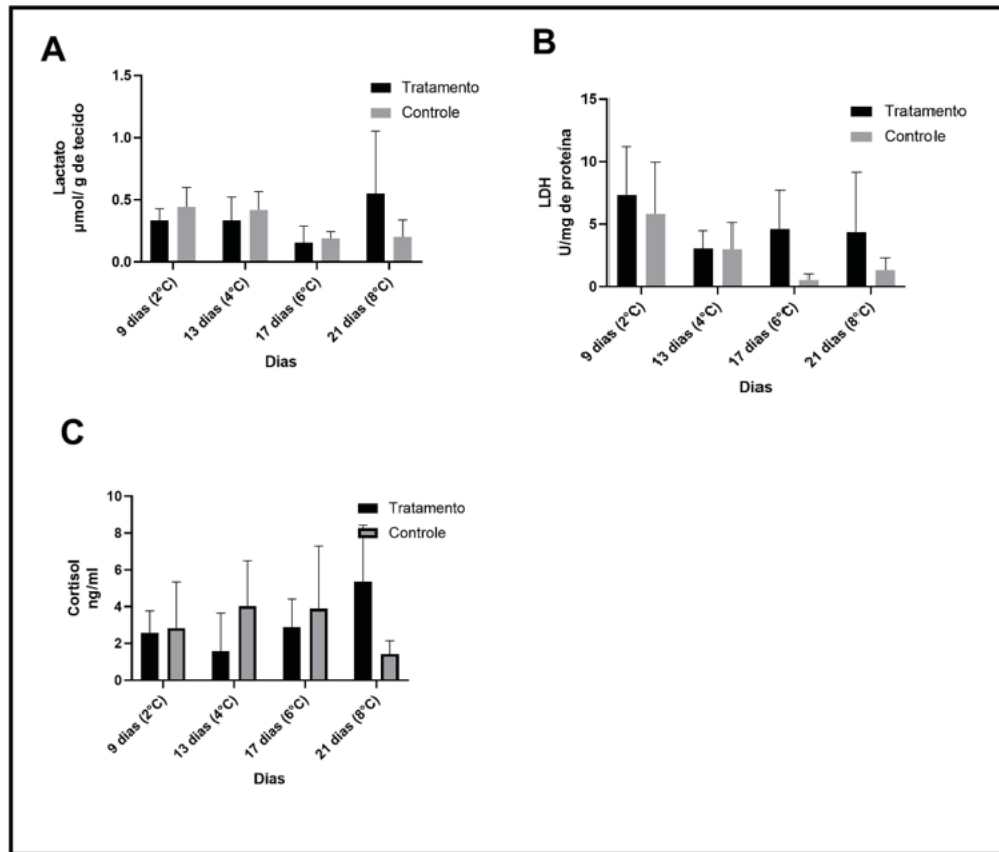 A
Lactato
µmol/ g de tecido
1.5
1.0
0.5
0.0
Tratamento
Controle
9 dias (2°C)
13 dias (4°C)
17 dias (6°C)
21 dias (8°C)
Dias
B
LDH
U/mg de proteína
15
10
5
0
Tratamento
Controle
9 dias (2°C)
13 dias (4°C)
17 dias (6°C)
21 dias (8°C)
Dias
C
Cortisol
ng/ml
10
8
6
4
2
0
Tratamento
Controle
9 dias (2°C)
13 dias (4°C)
17 dias (6°C)
21 dias (8°C)
Dias